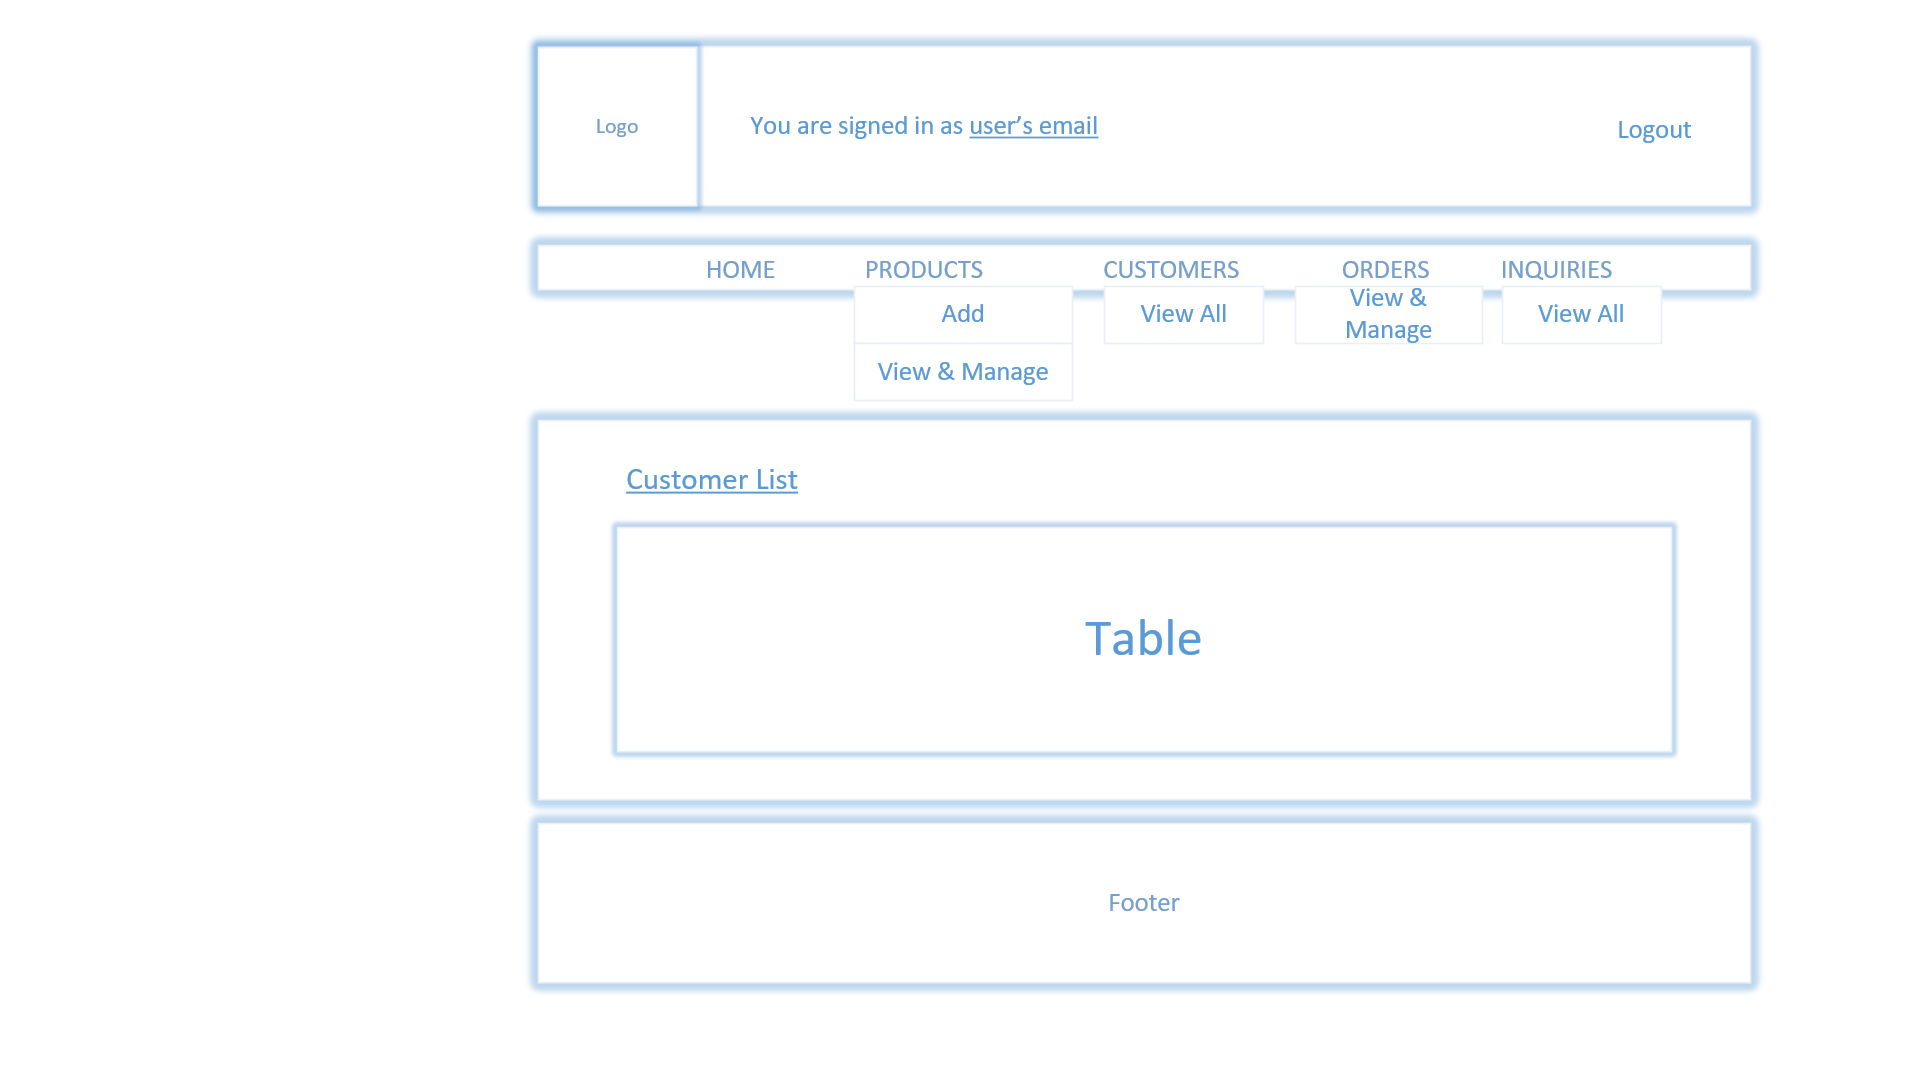 Logo
You are signed in as user’s email
Logout
HOME
PRODUCTS
CUSTOMERS
ORDERS
INQUIRIES
Add
View All
View &
Manage
View All
View & Manage
Customer List
Table
Footer